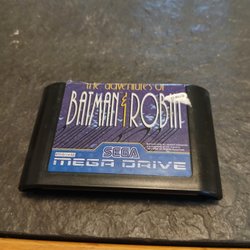 The adventures of
BATMAN & ROBIN
SEGA
MEGA DRIVE